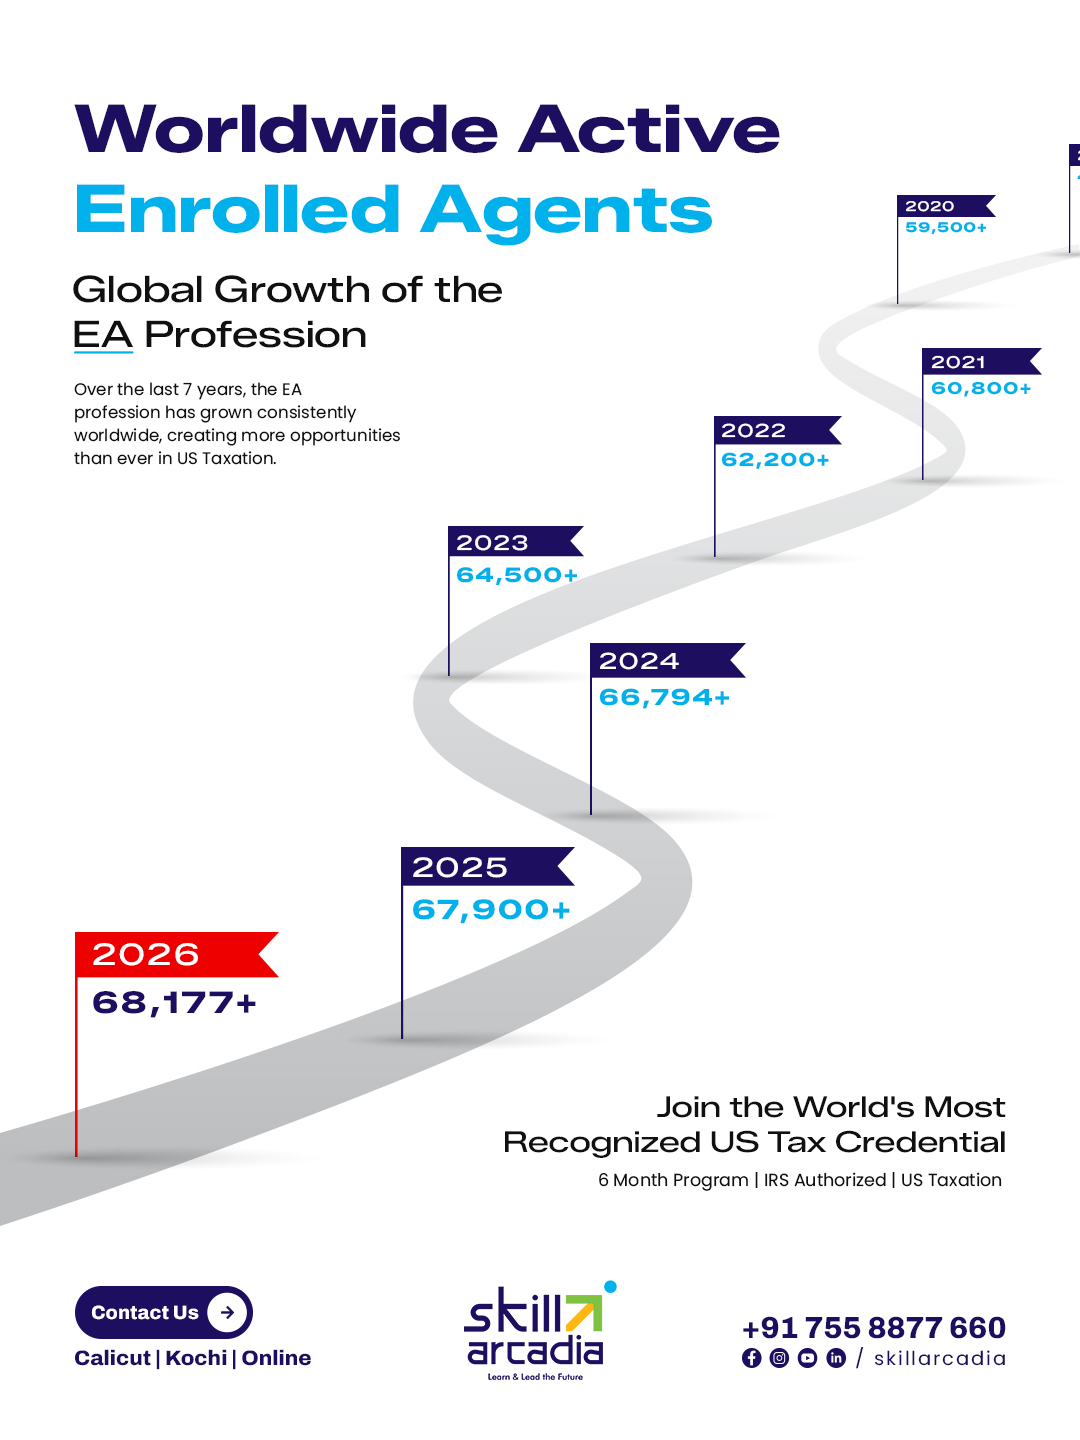 Worldwide Active
Enrolled Agents
Global Growth of the
EA Profession
Over the last 7 years, the EA
profession has grown consistently
worldwide, creating more opportunities
than ever in US Taxation.
2020
59,500+
2021
60,800+
2022
62,200+
2023
64,500+
2024
66,794+
2025
67,900+
2026
68,177+
Join the World's Most
Recognized US Tax Credential
6 Month Program | IRS Authorized | US Taxation
Contact Us
Calicut | Kochi | Online
skill
arcadia
Learn & Lead the Future
+91 755 8877 660
/ skillarcadia